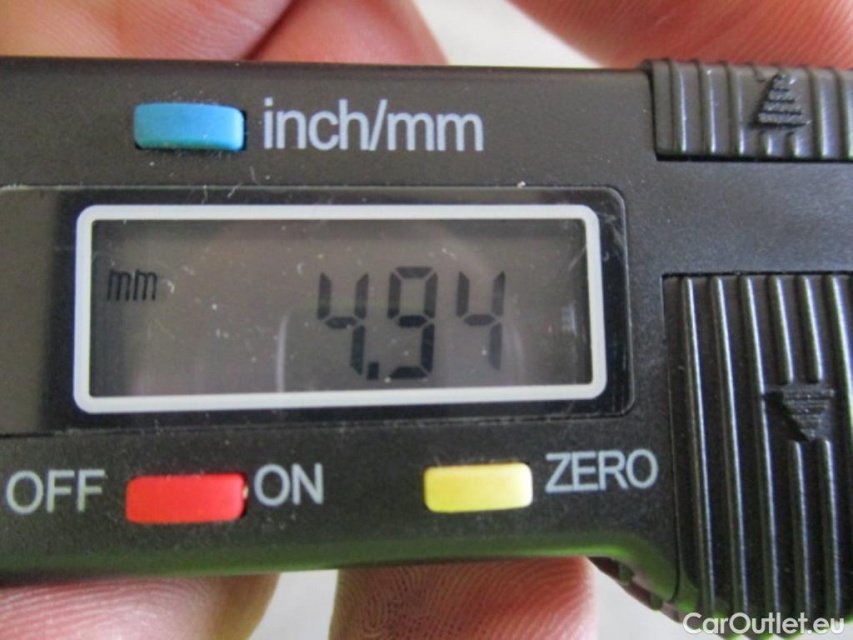 inch/mm
mm 4.94
OFF ON ZERO
CarOutlet.eu